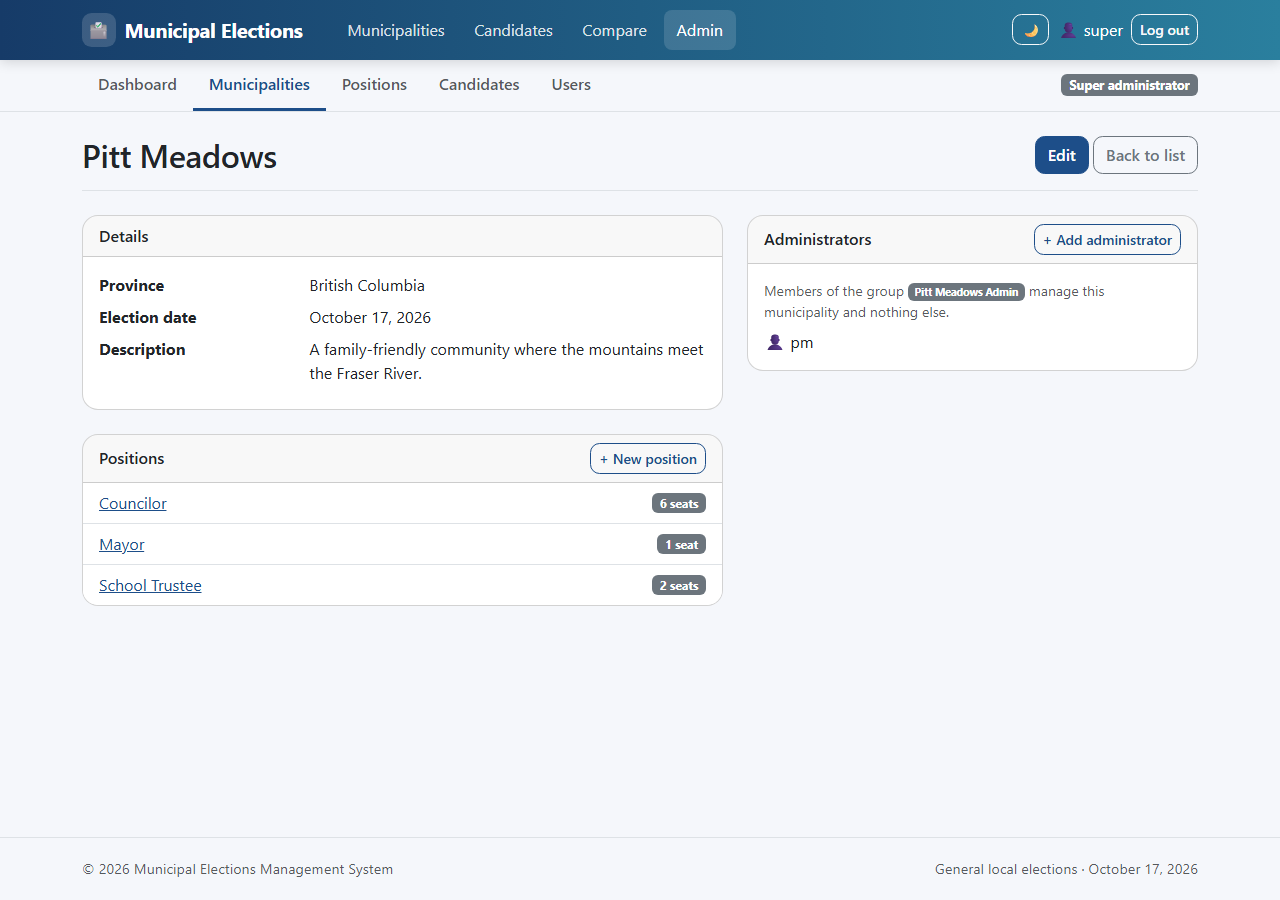 Municipal Elections
Municipalities
Candidates
Compare
Admin
super
Log out
Dashboard
Municipalities
Positions
Candidates
Users
Super administrator
Pitt Meadows
Edit
Back to list
Details
Province
British Columbia
Election date
October 17, 2026
Description
A family-friendly community where the mountains meet
the Fraser River.
Positions
+ New position
Councilor
6 seats
Mayor
1 seat
School Trustee
2 seats
Administrators
+ Add administrator
Members of the group Pitt Meadows Admin manage this
municipality and nothing else.
pm
© 2026 Municipal Elections Management System
General local elections · October 17, 2026